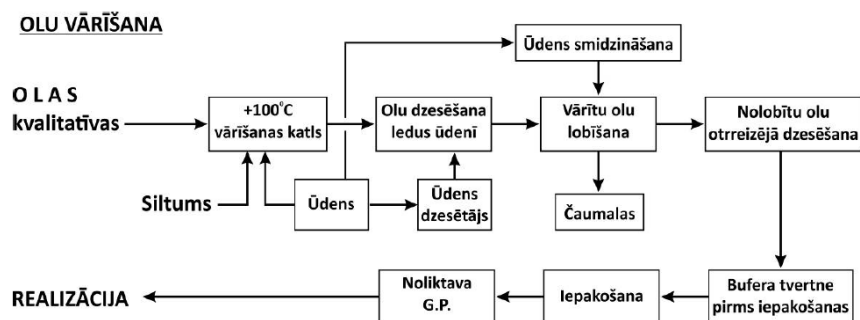 OLU VĀRĪŠANA
Ūdens smidzināšana
O L A S
kvalitatīvas
+100°C
vārīšanas katls
Olu dzesēšana
ledus ūdenī
Vārītu olu
lobīšana
Nolobītu olu
otrreizējā dzesēšana
Siltums
Ūdens
Ūdens
dzesētājs
Čaumalas
REALIZĀCIJA
Noliktava
G.P.
Iepakošana
Bufera tvertne
pirms iepakošanas